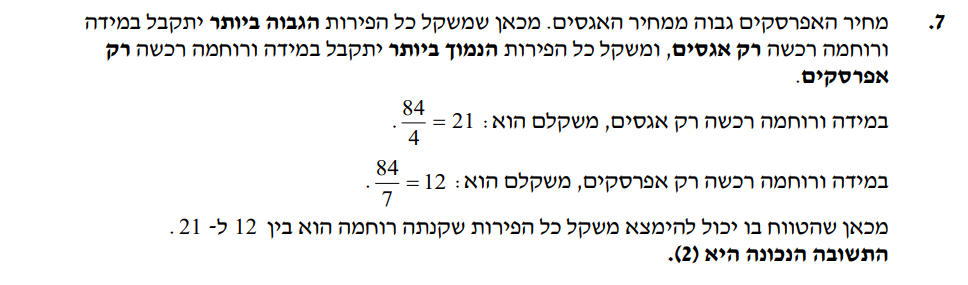 7. מחיר האפרסקים גבוה ממחיר האגסים. מכאן שמשקל כל הפירות הגבוה ביותר יתקבל במידה
ורוחמה רכשה רק אגסים, ומשקל כל הפירות הנמוך ביותר יתקבל במידה ורוחמה רכשה רק
אפרסקים.
במידה ורוחמה רכשה רק אגסים, משקלם הוא: 84/4 = 21.
במידה ורוחמה רכשה רק אפרסקים, משקלם הוא: 84/7 = 12.
מכאן שהטווח בו יכול להימצא משקל כל הפירות שקנתה רוחמה הוא בין 12 ל- 21.
התשובה הנכונה היא (2).